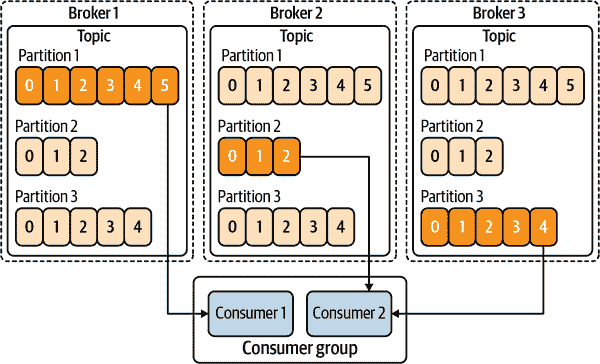 Broker 1
Topic
Partition 1
0 1 2 3 4 5
Partition 2
0 1 2
Partition 3
0 1 2 3 4
Broker 2
Topic
Partition 1
0 1 2 3 4 5
Partition 2
0 1 2
Partition 3
0 1 2 3 4
Broker 3
Topic
Partition 1
0 1 2 3 4 5
Partition 2
0 1 2
Partition 3
0 1 2 3 4
Consumer 1
Consumer 2
Consumer group